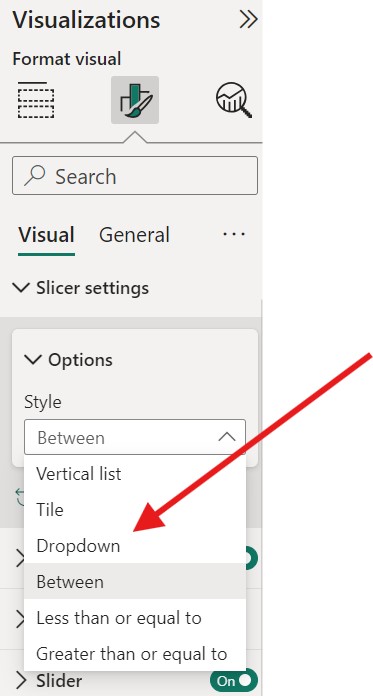 Visualizations
Format visual
Search
Visual General
Slicer settings
Options
Style
Between
Vertical list
Tile
Dropdown
Between
Less than or equal to
Greater than or equal to
Slider On